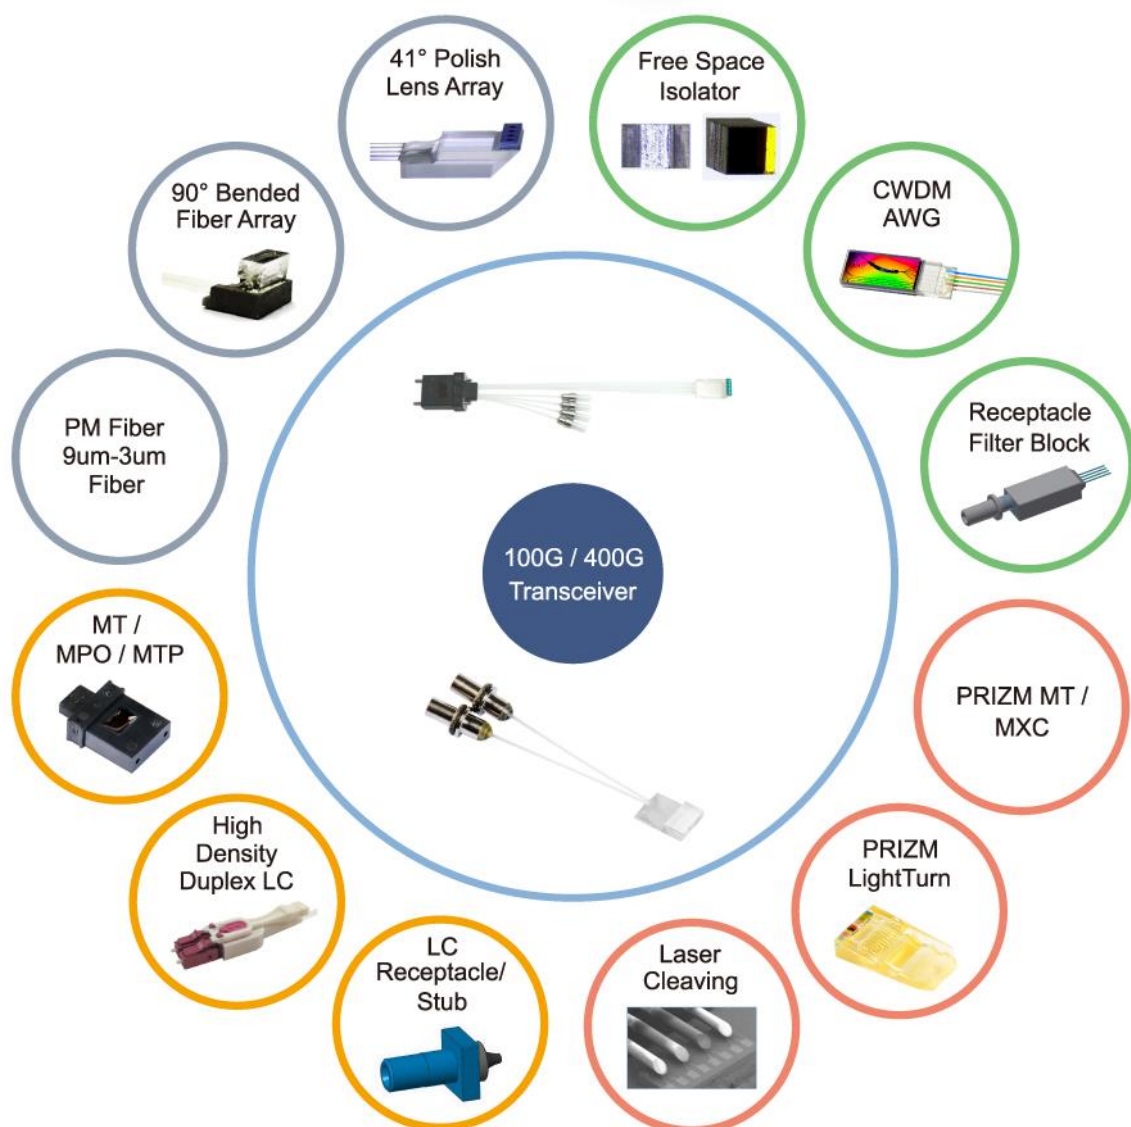 41° Polish
Lens Array
Free Space
Isolator
90° Bended
Fiber Array
CWDM
AWG
PM Fiber
9um-3um
Fiber
Receptacle
Filter Block
100G / 400G
Transceiver
MT /
MPO / MTP
PRIZM MT /
MXC
High
Density
Duplex LC
PRIZM
LightTurn
LC
Receptacle/
Stub
Laser
Cleaving